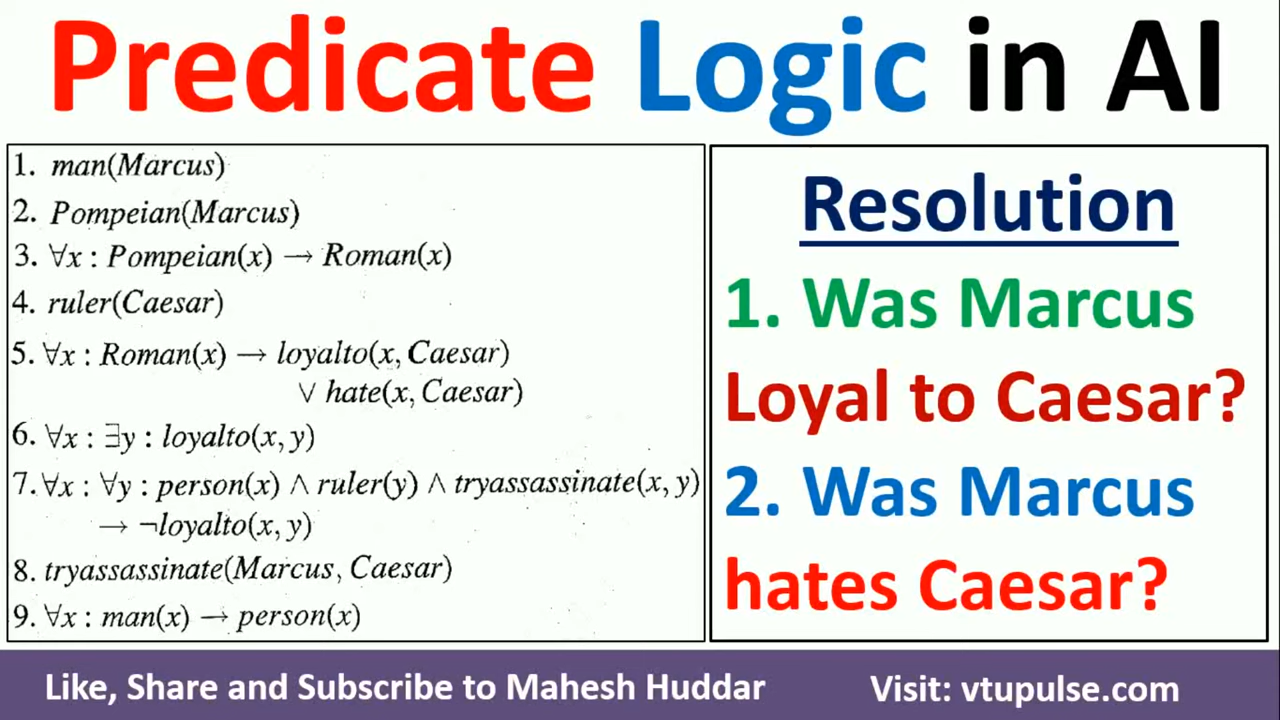 Predicate Logic in AI
1. man(Marcus)
2. Pompeian(Marcus)
3. ∀x : Pompeian(x) → Roman(x)
4. ruler(Caesar)
5. ∀x : Roman(x) → loyalto(x, Caesar)
∨ hate(x, Caesar)
6. ∀x : ∃y : loyalto(x, y)
7. ∀x : ∀y : person(x) ∧ ruler(y) ∧ tryassassinate(x, y)
→ ¬loyalto(x, y)
8. tryassassinate(Marcus, Caesar)
9. ∀x : man(x) → person(x)
Resolution
1. Was Marcus
Loyal to Caesar?
2. Was Marcus
hates Caesar?
Like, Share and Subscribe to Mahesh Huddar
Visit: vtupulse.com